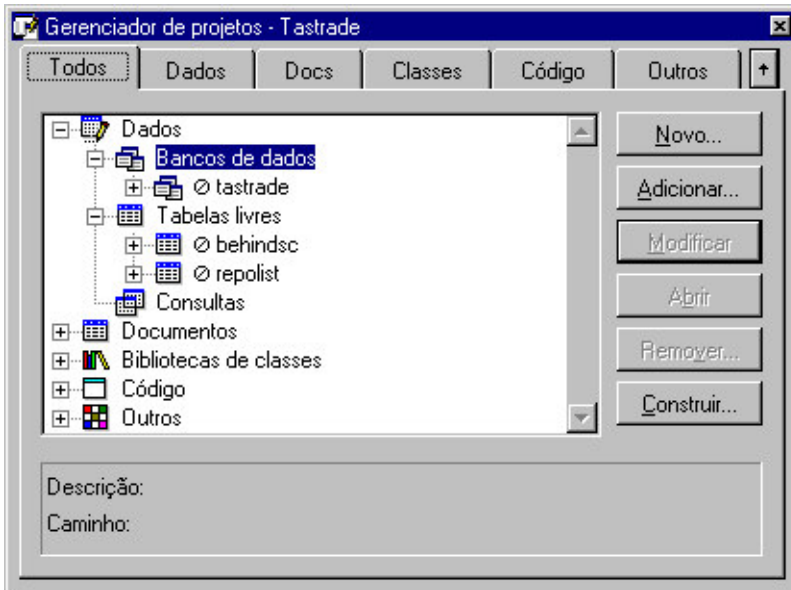 Gerenciador de projetos - Tastrade
Todos Dados Docs Classes Código Outros
Dados
Bancos de dados
tastrade
Tabelas livres
behindsc
repolist
Consultas
Documentos
Bibliotecas de classes
Código
Outros
Novo...
Adicionar...
Modificar
Abrir
Remover...
Construir...
Descrição:
Caminho: